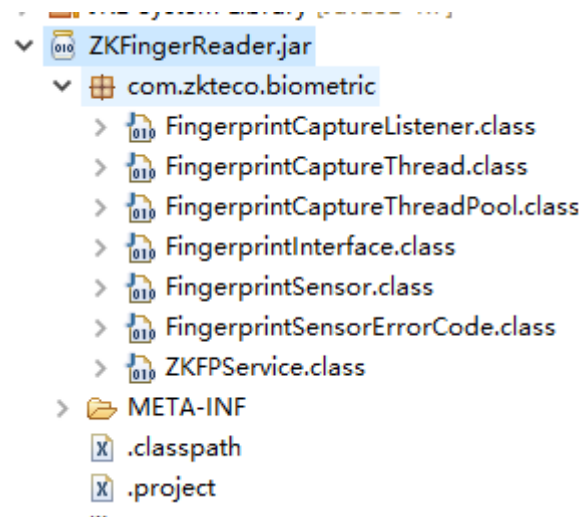 ZKFingerReader.jar
com.zkteco.biometric
FingerprintCaptureListener.class
FingerprintCaptureThread.class
FingerprintCaptureThreadPool.class
FingerprintInterface.class
FingerprintSensor.class
FingerprintSensorErrorCode.class
ZKFPService.class
META-INF
.classpath
.project